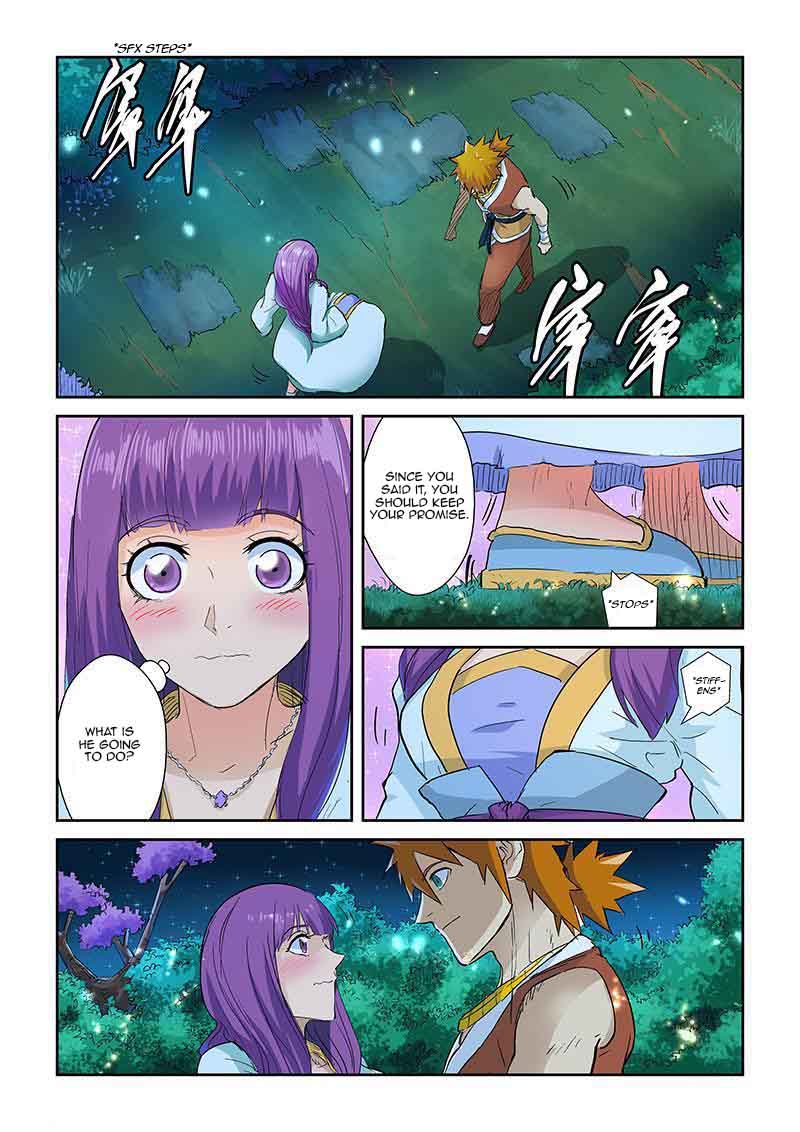 *SFX STEPS*
SINCE YOU
SAID IT, YOU
SHOULD KEEP
YOUR PROMISE.
*STOPS*
WHAT IS
HE GOING
TO DO?
*STIFF-
ENS*